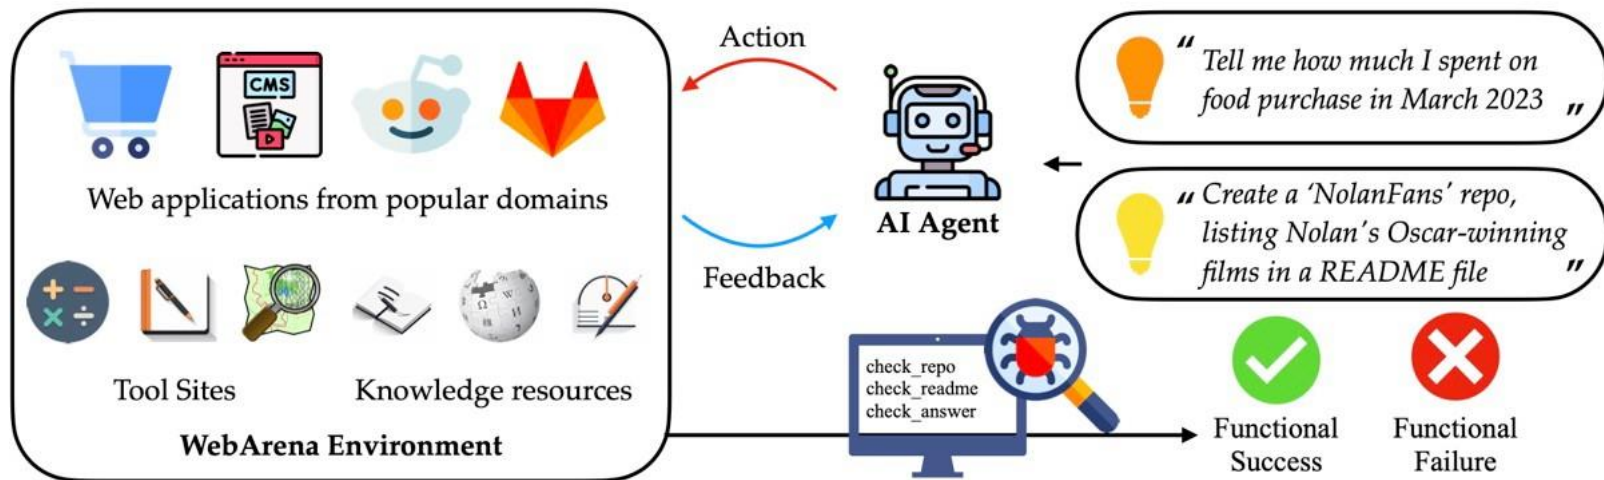 CMS
Web applications from popular domains
Tool Sites
Knowledge resources
WebArena Environment
Action
Feedback
AI Agent
“ Tell me how much I spent on
food purchase in March 2023 ”
“ Create a ‘NolanFans’ repo,
listing Nolan's Oscar-winning
films in a README file ”
check_repo
check_readme
check_answer
Functional
Success
Functional
Failure